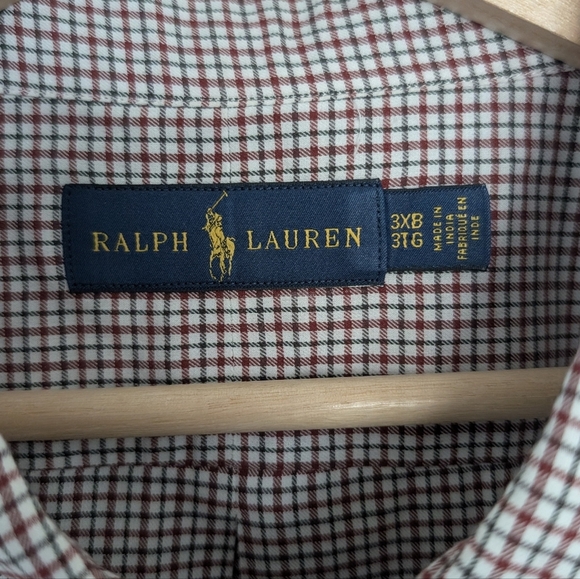 RALPH LAUREN
3XB
3TG
MADE IN
INDIA
FABRIQUÉ EN
INDE